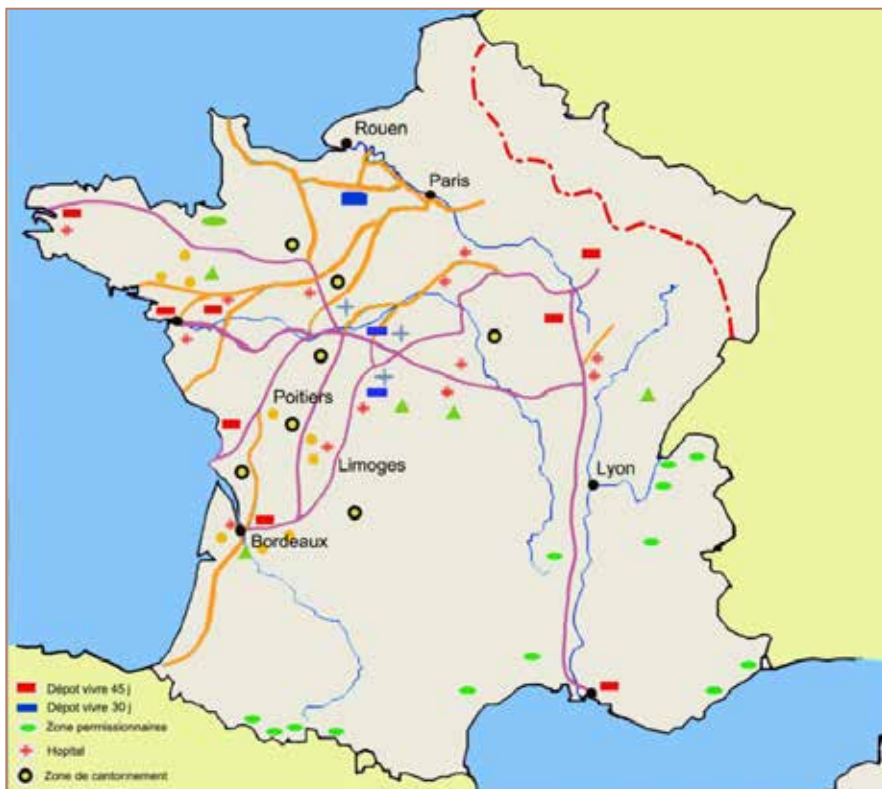 Rouen
Paris
Poitiers
Limoges
Lyon
Bordeaux
Dépot vivre 45 j
Dépot vivre 30 j
Zone permissionnaires
Hopital
Zone de cantonnement